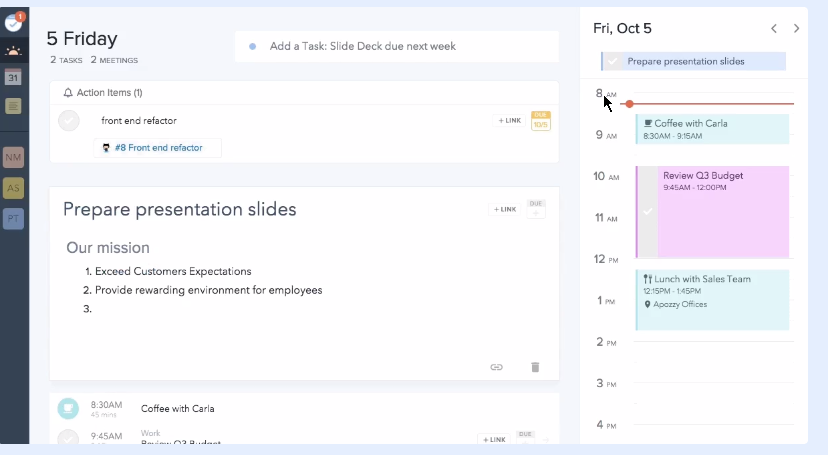 1
31
NM
AS
PT
5 Friday
2 TASKS 2 MEETINGS
Add a Task: Slide Deck due next week
Action Items (1)
front end refactor
+ LINK
DUE
10/5
#8 Front end refactor
Prepare presentation slides
+ LINK
DUE
Our mission
1. Exceed Customers Expectations
2. Provide rewarding environment for employees
3.
8:30AM
45 mins
Coffee with Carla
9:45AM
Work
Review Q3 Budget
+ LINK
DUE
Fri, Oct 5
Prepare presentation slides
8 AM
Coffee with Carla
8:30AM - 9:15AM
9 AM
10 AM
Review Q3 Budget
9:45AM - 12:00PM
11 AM
12 PM
Lunch with Sales Team
12:15PM - 1:45PM
Apozzy Offices
1 PM
2 PM
3 PM
4 PM